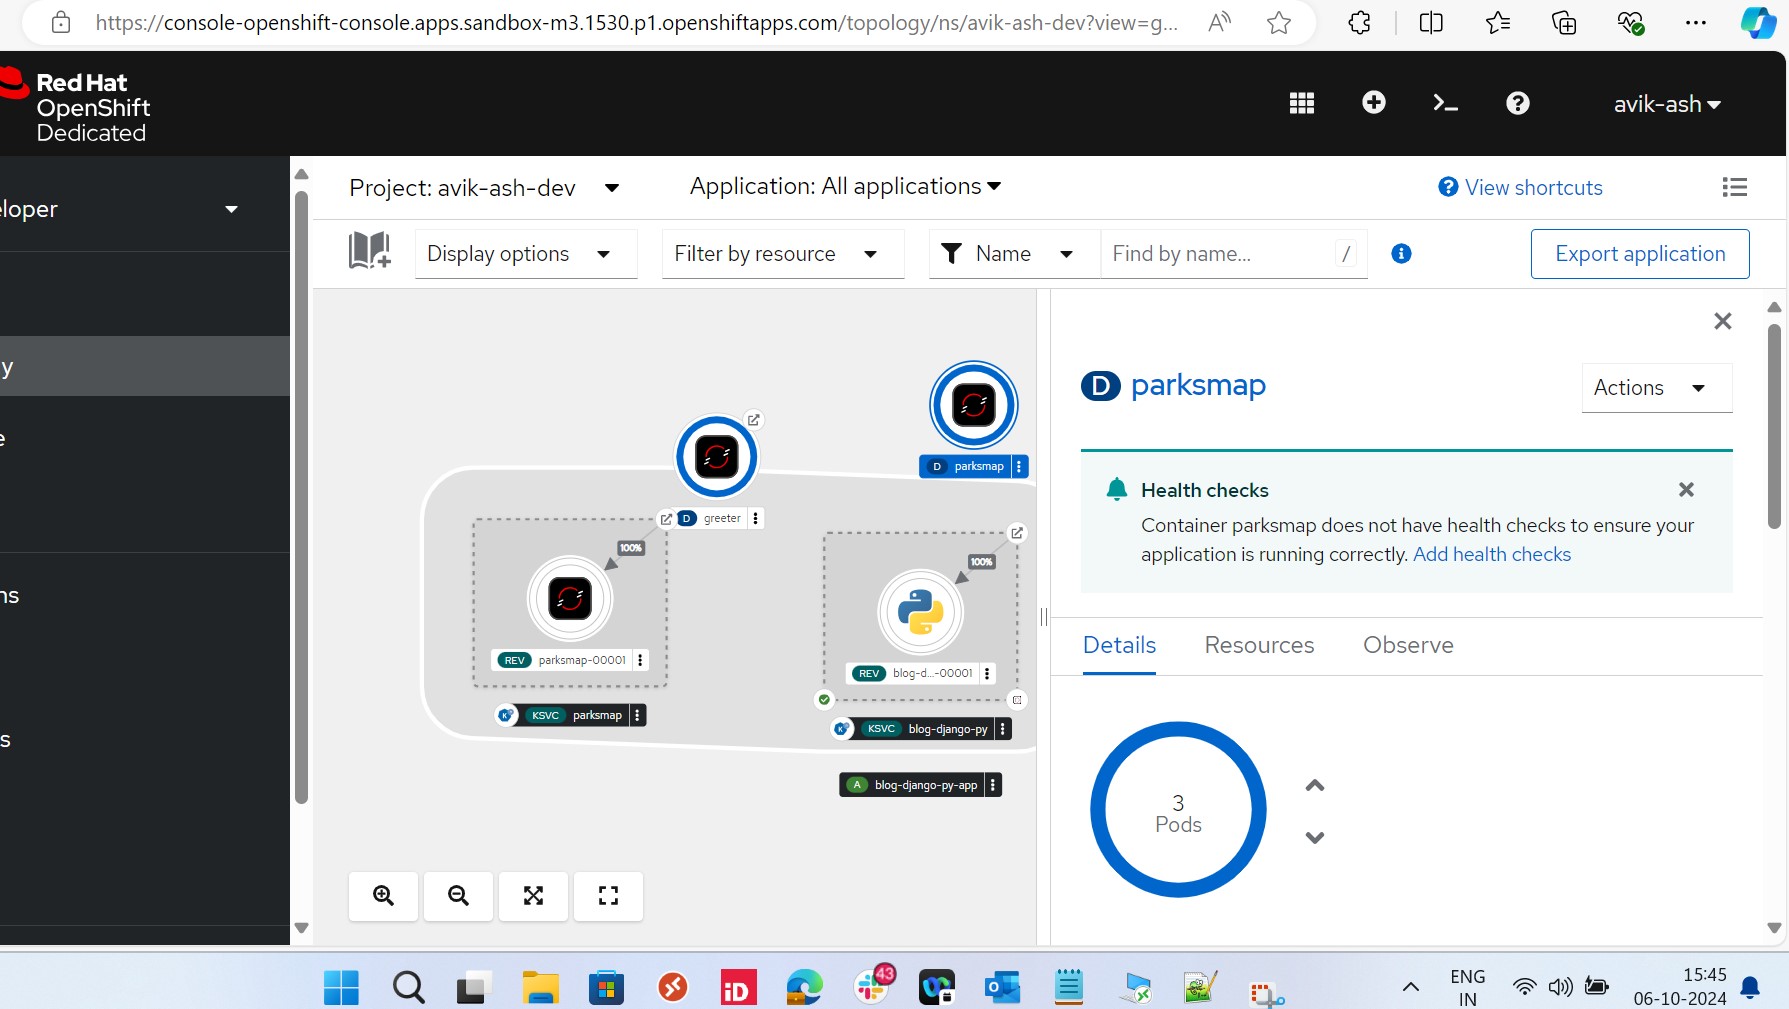 https://console-openshift-console.apps.sandbox-m3.1530.p1.openshiftapps.com/topology/ns/avik-ash-dev?view=g...
Red Hat
OpenShift
Dedicated
avik-ash
eloper
y
e
ns
s
Project: avik-ash-dev
Application: All applications
View shortcuts
Display options
Filter by resource
Name
Find by name...
/
Export application
D parksmap
D greeter
100%
REV parksmap-00001
KSVC parksmap
100%
REV blog-d...-00001
KSVC blog-django-py
A blog-django-py-app
D parksmap
Actions
Health checks
Container parksmap does not have health checks to ensure your
application is running correctly. Add health checks
Details
Resources
Observe
3
Pods
iD
43
ENG
IN
15:45
06-10-2024